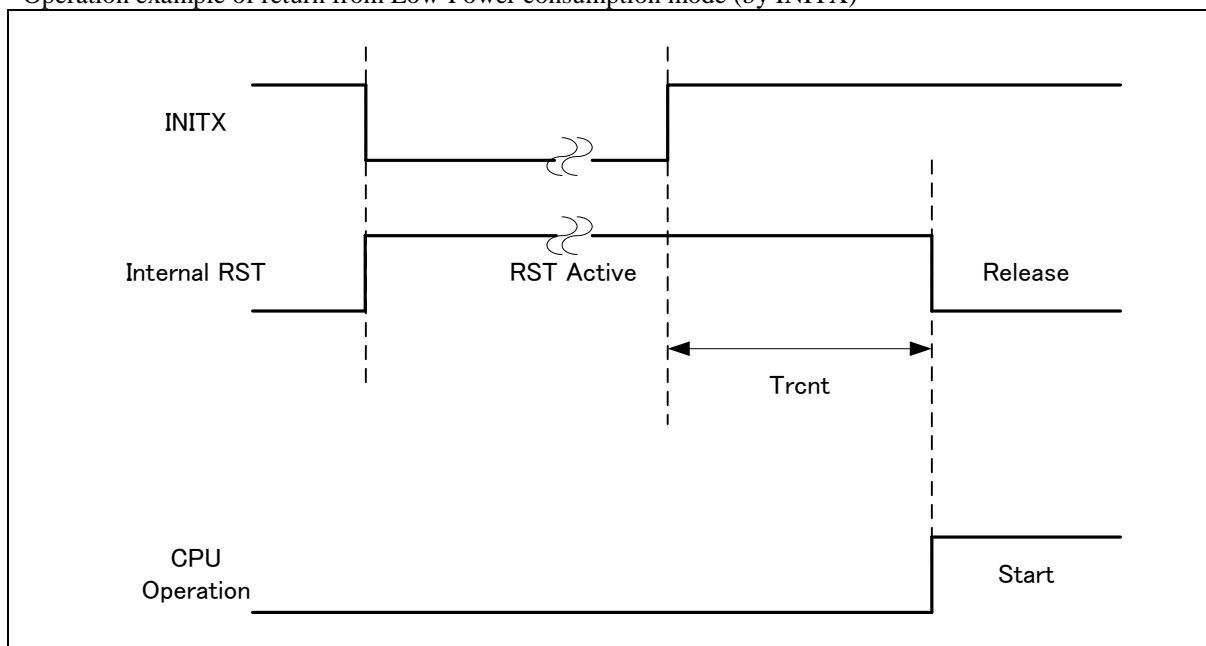 Operation example of return from Low-Power consumption mode (by INITX)
INITX
Internal RST
RST Active
Release
Trcnt
CPU
Operation
Start